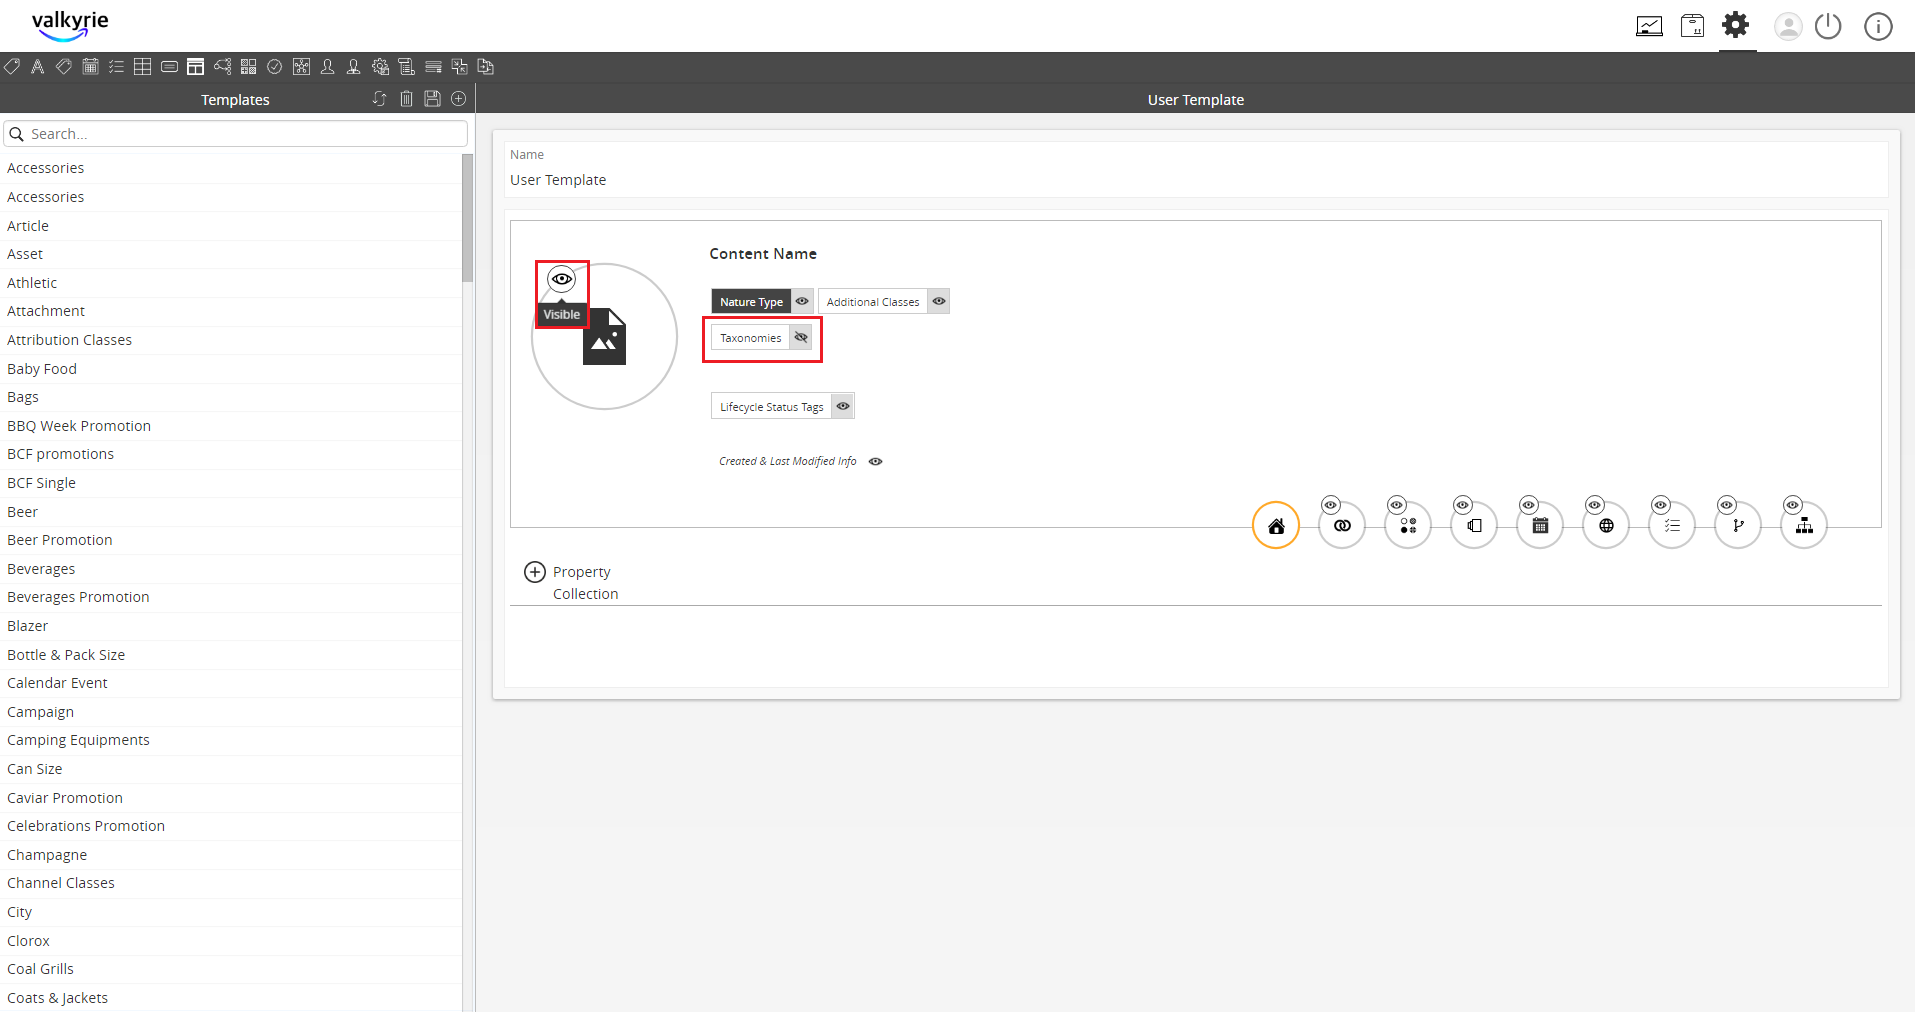 valkyrie
Templates
User Template
Search...
Accessories
Accessories
Article
Asset
Athletic
Attachment
Attribution Classes
Baby Food
Bags
BBQ Week Promotion
BCF promotions
BCF Single
Beer
Beer Promotion
Beverages
Beverages Promotion
Blazer
Bottle & Pack Size
Calendar Event
Campaign
Camping Equipments
Can Size
Caviar Promotion
Celebrations Promotion
Champagne
Channel Classes
City
Clorox
Coal Grills
Coats & Jackets
Name
User Template
Visible
Content Name
Nature Type
Additional Classes
Taxonomies
Lifecycle Status Tags
Created & Last Modified Info
Property
Collection